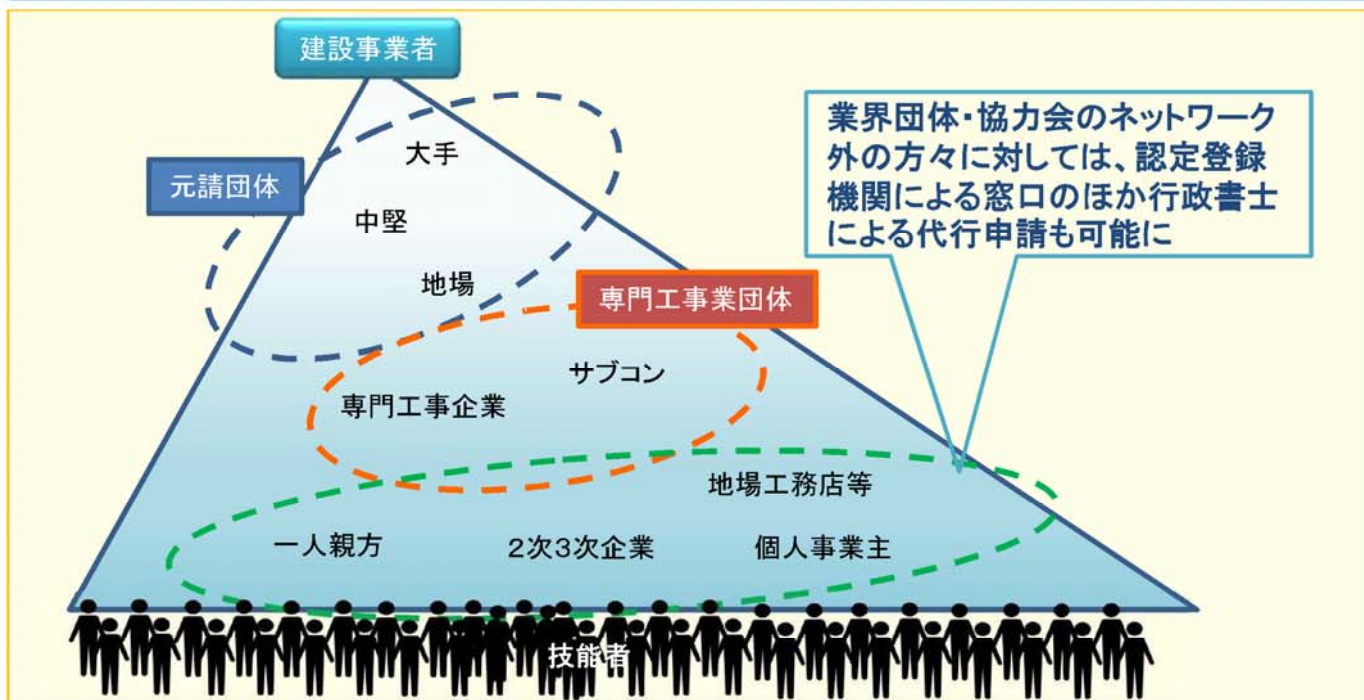 建設事業者
大手
元請団体
中堅
地場
業界団体・協力会のネットワーク
外の方々に対しては、認定登録
機関による窓口のほか行政書士
による代行申請も可能に
専門工事業団体
サブコン
専門工事企業
地場工務店等
一人親方
2次3次企業
個人事業主
技能者